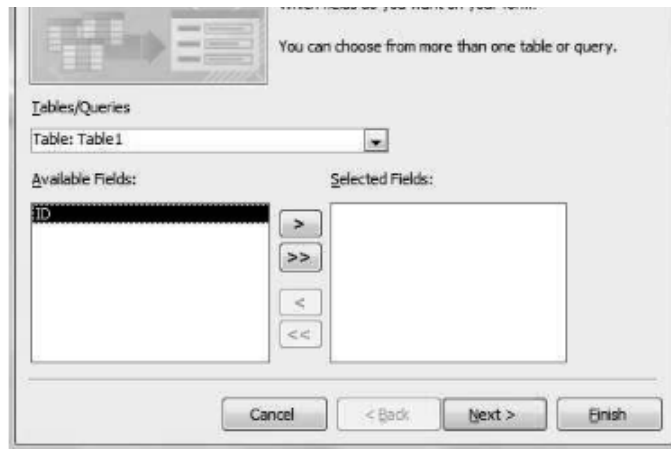 You can choose from more than one table or query.
Tables/Queries
Table: Table1
Available Fields:
Selected Fields:
ID
>
>>
<
<<
Cancel
< Back
Next >
Finish